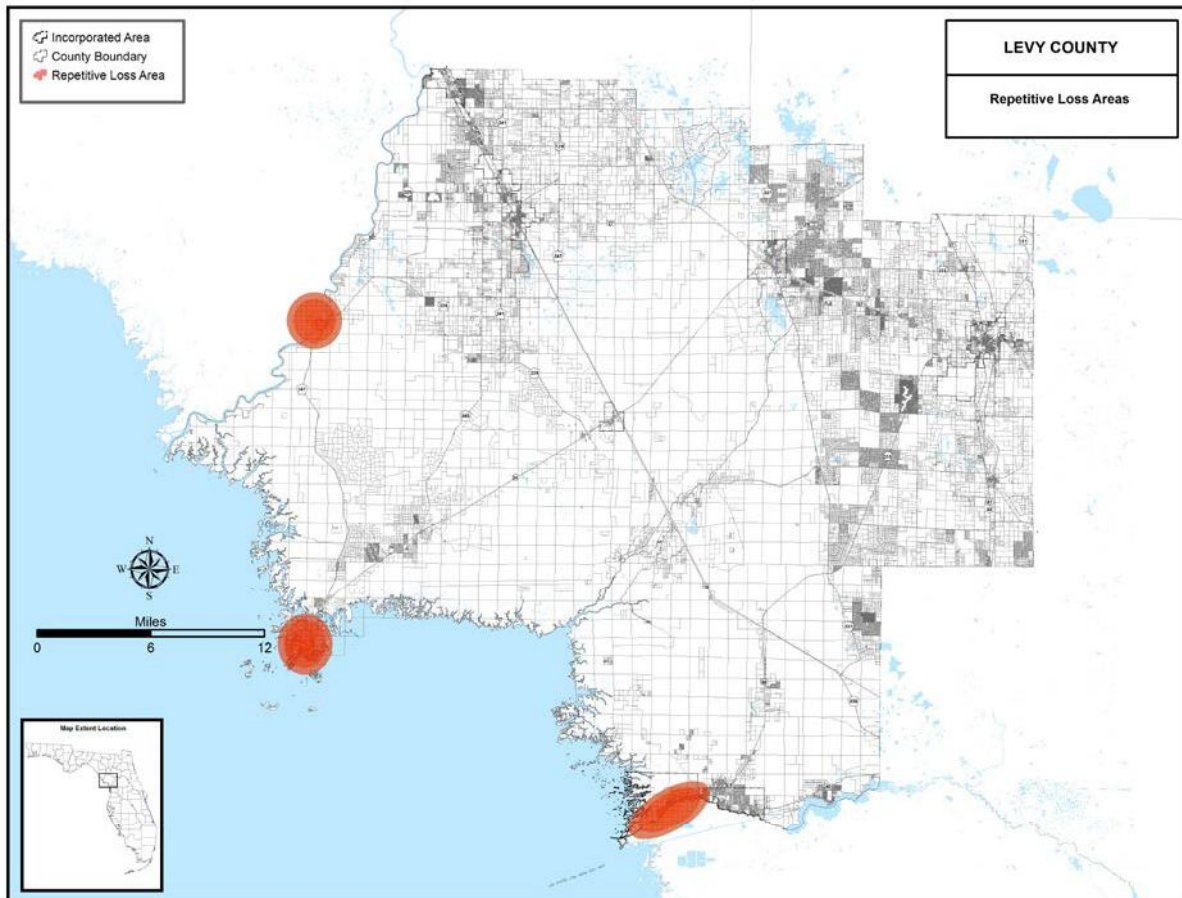 Incorporated Area
County Boundary
Repetitive Loss Area
LEVY COUNTY
Repetitive Loss Areas
N
W E
S
Miles
0 6 12
Map Extent Location